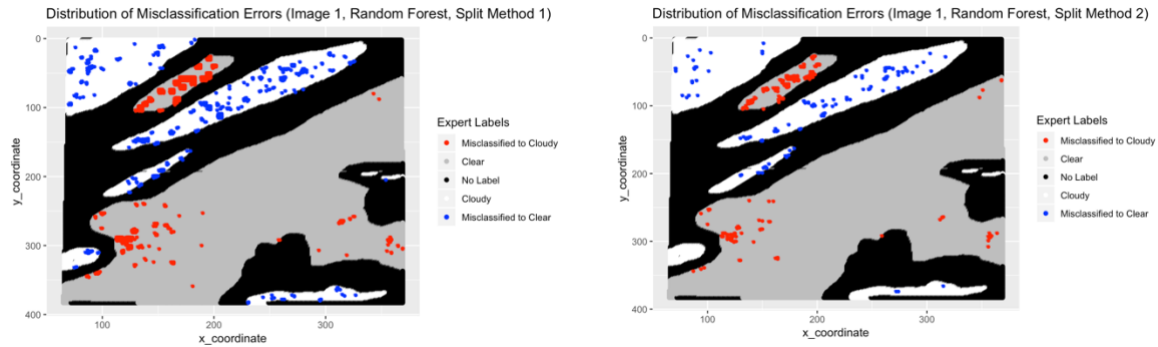 Distribution of Misclassification Errors (Image 1, Random Forest, Split Method 1)
0
100
200
300
400
y_coordinate
100
200
300
x_coordinate
Expert Labels
Misclassified to Cloudy
Clear
No Label
Cloudy
Misclassified to Clear
Distribution of Misclassification Errors (Image 1, Random Forest, Split Method 2)
0
100
200
300
400
y_coordinate
100
200
300
x_coordinate
Expert Labels
Misclassified to Cloudy
Clear
No Label
Cloudy
Misclassified to Clear